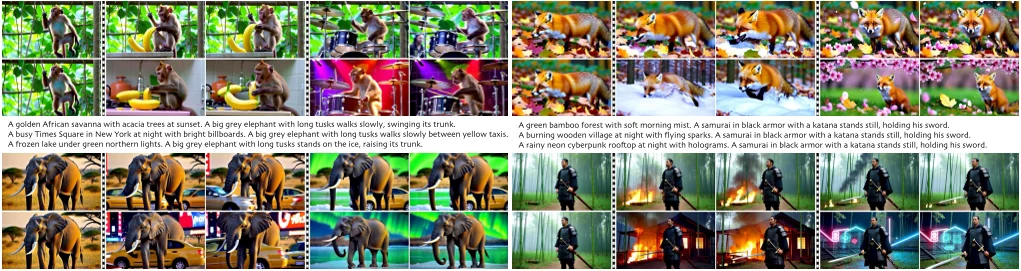 A golden African savanna with acacia trees at sunset. A big grey elephant with long tusks walks slowly, swinging its trunk.
A busy Times Square in New York at night with bright billboards. A big grey elephant with long tusks walks slowly between yellow taxis.
A frozen lake under green northern lights. A big grey elephant with long tusks stands on the ice, raising its trunk.
A green bamboo forest with soft morning mist. A samurai in black armor with a katana stands still, holding his sword.
A burning wooden village at night with flying sparks. A samurai in black armor with a katana stands still, holding his sword.
A rainy neon cyberpunk rooftop at night with holograms. A samurai in black armor with a katana stands still, holding his sword.